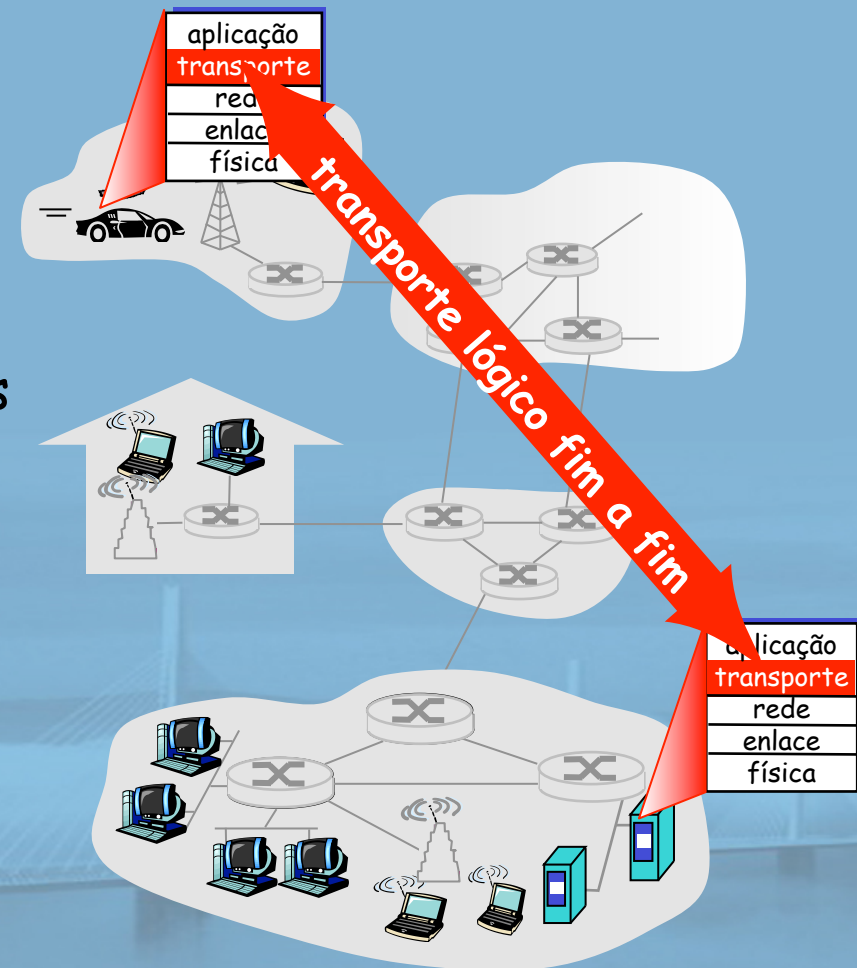 aplicação
transporte
rede
enlace
física
transporte lógico fim a fim
s
aplicação
transporte
rede
enlace
física